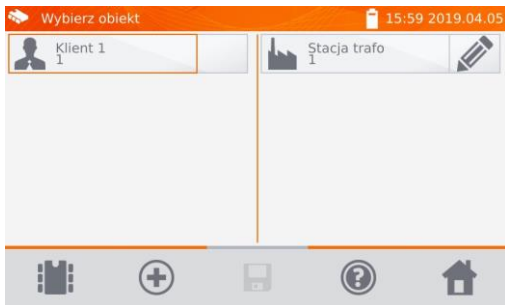 Wybierz obiekt
15:59 2019.04.05
Klient 1
1
Stacja trafo
1